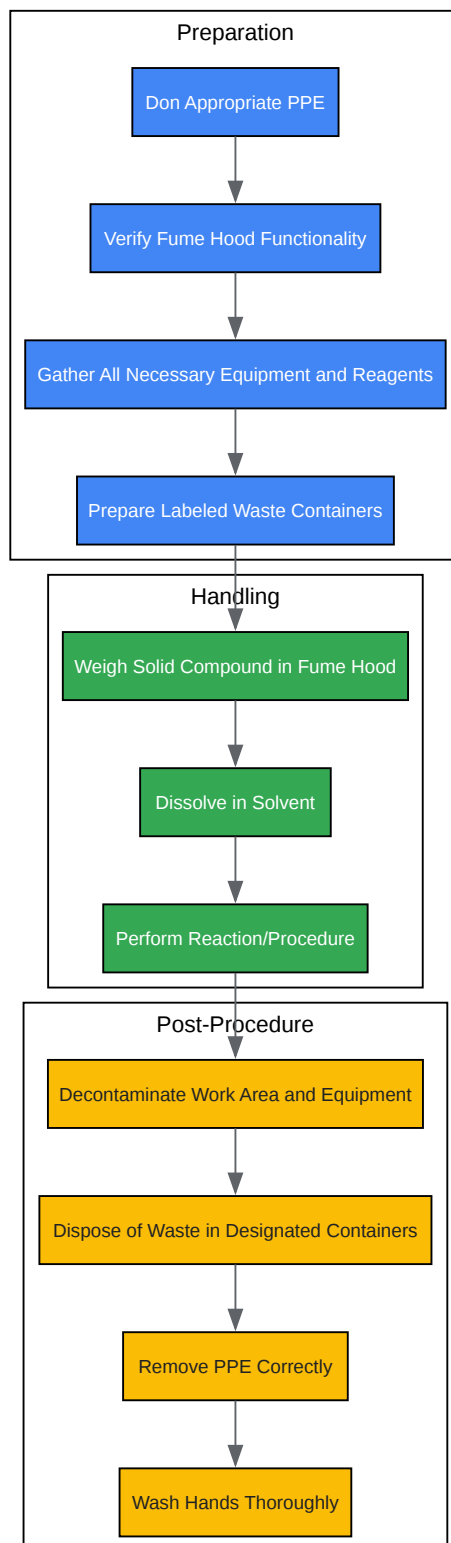 Preparation
Don Appropriate PPE
Verify Fume Hood Functionality
Gather All Necessary Equipment and Reagents
Prepare Labeled Waste Containers
Handling
Weigh Solid Compound in Fume Hood
Dissolve in Solvent
Perform Reaction/Procedure
Post-Procedure
Decontaminate Work Area and Equipment
Dispose of Waste in Designated Containers
Remove PPE Correctly
Wash Hands Thoroughly